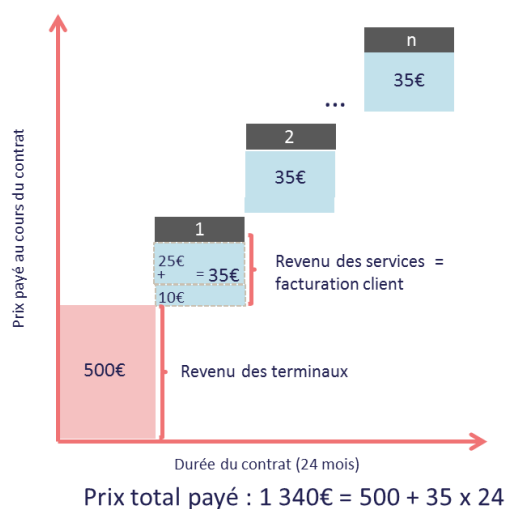 n
35€
...
2
35€
1
25€
+ = 35€
10€
Revenu des services =
facturation client
500€
Revenu des terminaux
Prix payé au cours du contrat
Durée du contrat (24 mois)
Prix total payé : 1 340€ = 500 + 35 x 24